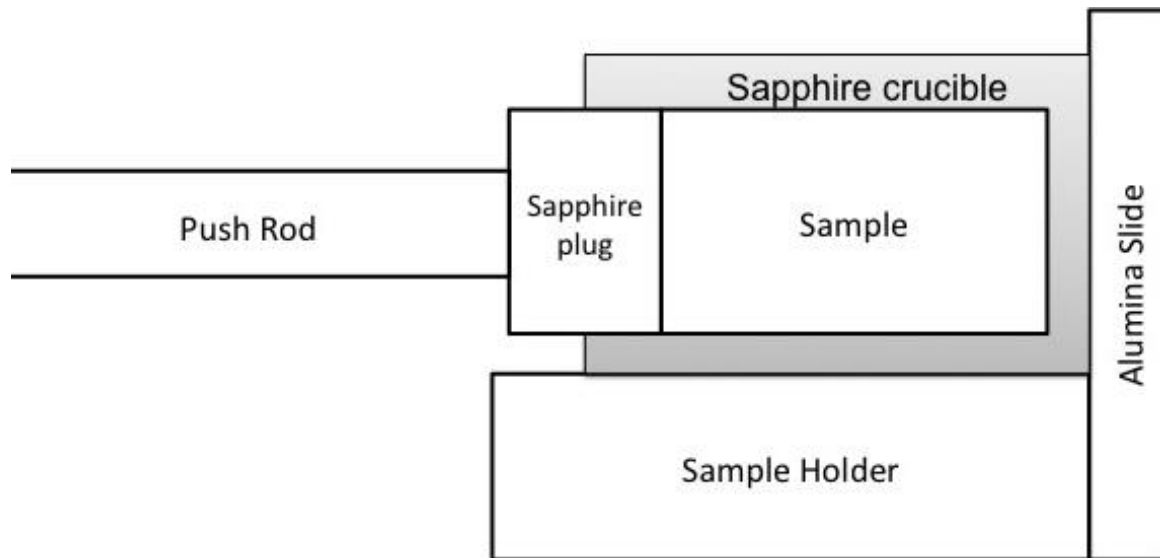 Sapphire crucible
Push Rod
Sapphire
plug
Sample
Alumina Slide
Sample Holder